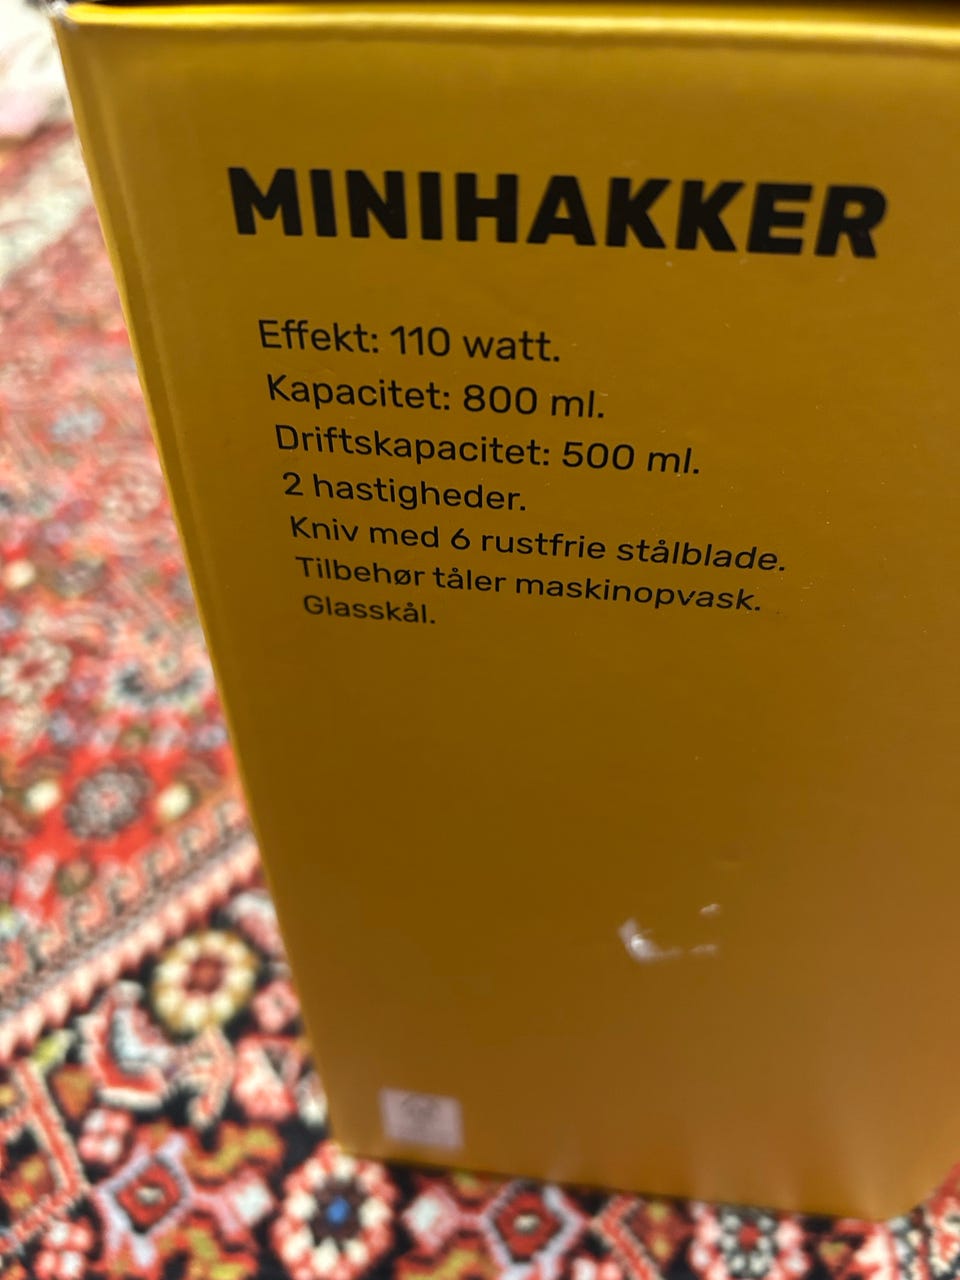 MINIHAKKER
Effekt: 110 watt.
Kapacitet: 800 ml.
Driftskapacitet: 500 ml.
2 hastigheder.
Kniv med 6 rustfrie stålblade.
Tilbehør tåler maskinopvask.
Glasskål.